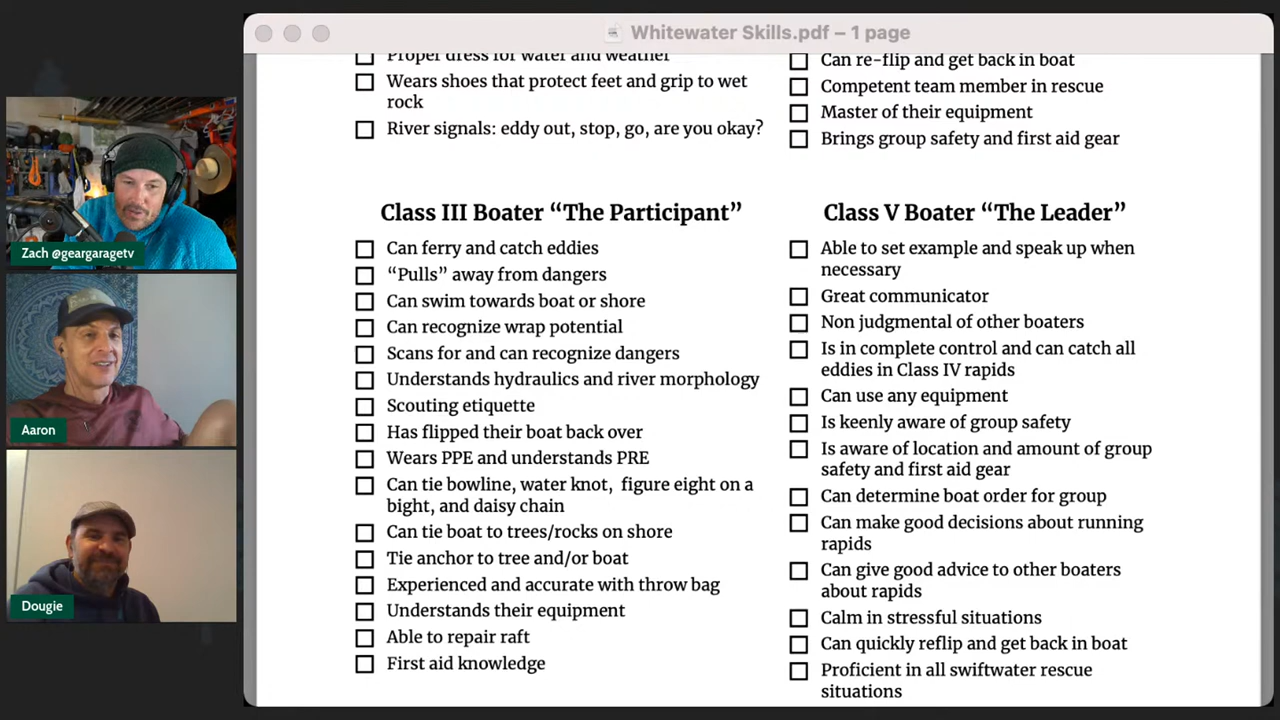 Whitewater Skills.pdf – 1 page
Proper dress for water and weather
Wears shoes that protect feet and grip to wet
rock
River signals: eddy out, stop, go, are you okay?
Can re-flip and get back in boat
Competent team member in rescue
Master of their equipment
Brings group safety and first aid gear
Class III Boater “The Participant”
Can ferry and catch eddies
“Pulls” away from dangers
Can swim towards boat or shore
Can recognize wrap potential
Scans for and can recognize dangers
Understands hydraulics and river morphology
Scouting etiquette
Has flipped their boat back over
Wears PPE and understands PRE
Can tie bowline, water knot,  figure eight on a
bight, and daisy chain
Can tie boat to trees/rocks on shore
Tie anchor to tree and/or boat
Experienced and accurate with throw bag
Understands their equipment
Able to repair raft
First aid knowledge
Class V Boater “The Leader”
Able to set example and speak up when
necessary
Great communicator
Non judgmental of other boaters
Is in complete control and can catch all
eddies in Class IV rapids
Can use any equipment
Is keenly aware of group safety
Is aware of location and amount of group
safety and first aid gear
Can determine boat order for group
Can make good decisions about running
rapids
Can give good advice to other boaters
about rapids
Calm in stressful situations
Can quickly reflip and get back in boat
Proficient in all swiftwater rescue
situations
Zach @geargaragetv
Aaron
Dougie